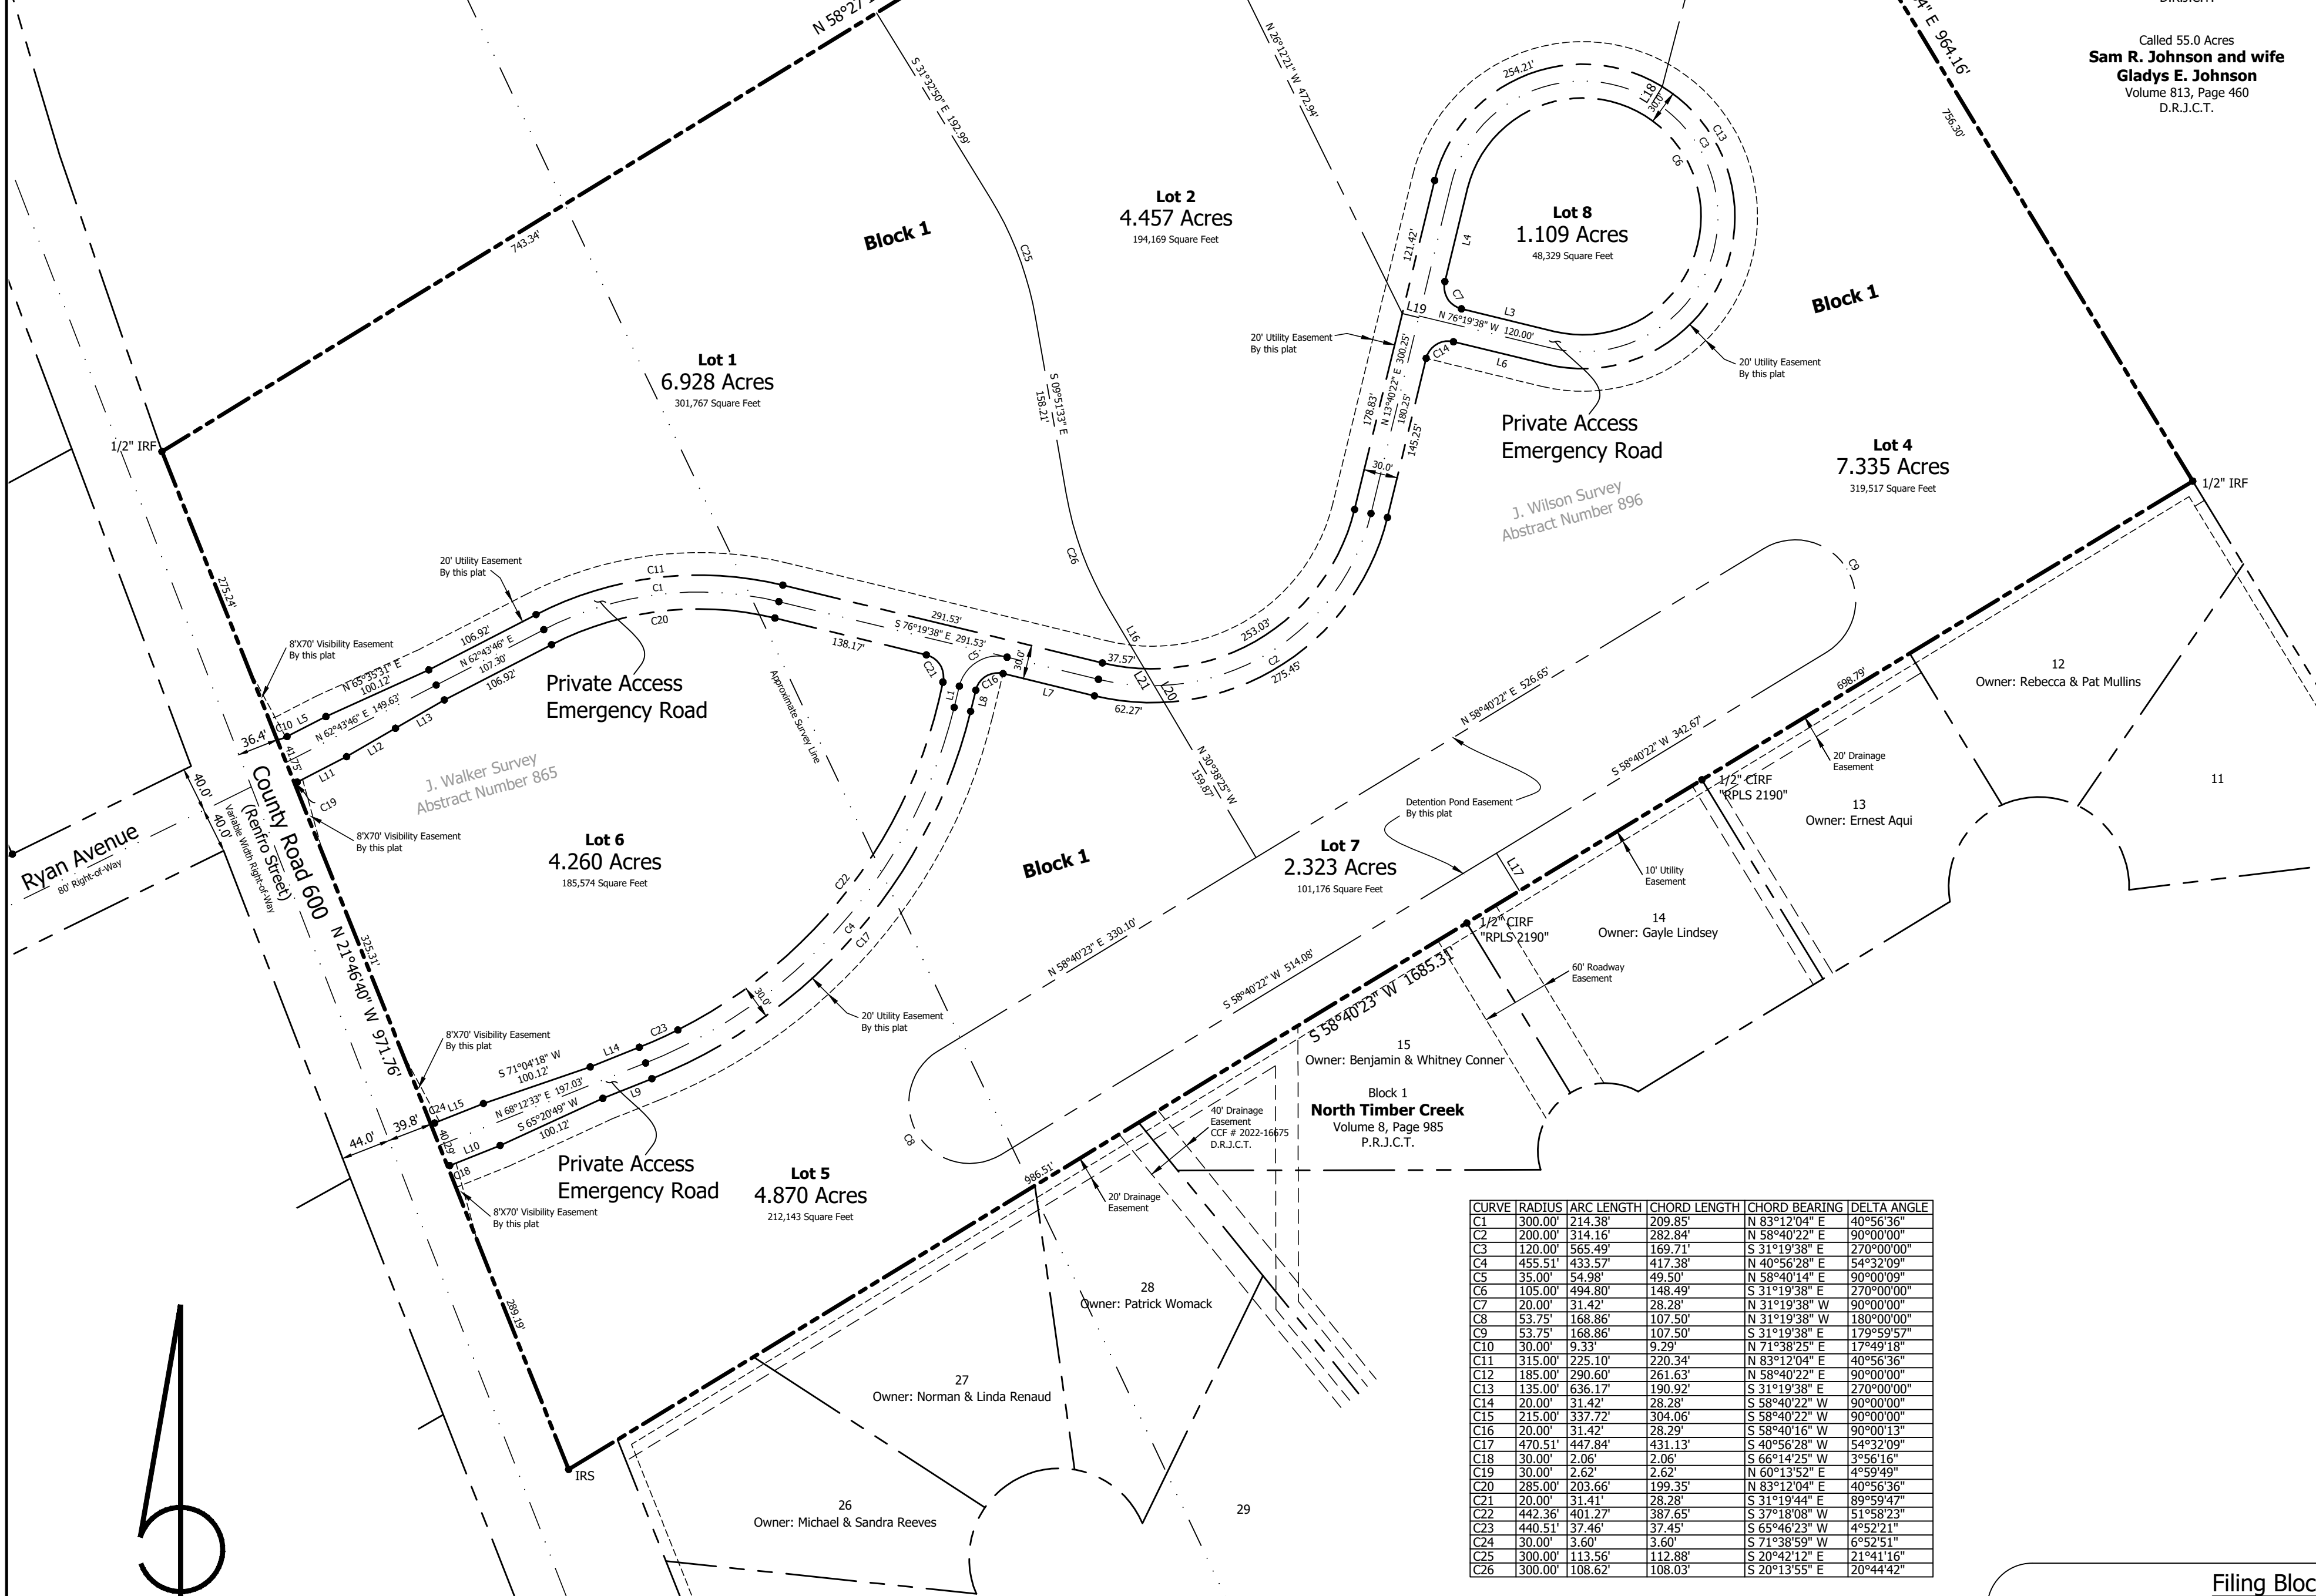 N 58°27'
4" E 964.16'
D.R.J.C.T.
Called 55.0 Acres
Sam R. Johnson and wife
Gladys E. Johnson
Volume 813, Page 460
D.R.J.C.T.
756.30'
S 31°32'50" E 192.99'
N 26°12'21" W 472.94'
254.21'
L18
30.0'
C13
C3
C6
743.34'
Block 1
Lot 2
4.457 Acres
194,169 Square Feet
Lot 8
1.109 Acres
48,329 Square Feet
C25
121.42'
L4
C7
L3
L19
N 76°19'38" W 120.00'
C14
L6
Block 1
20' Utility Easement
By this plat
20' Utility Easement
By this plat
Lot 1
6.928 Acres
301,767 Square Feet
S 09°51'33" E
158.21'
178.83'
N 13°40'22" E 300.25'
180.25'
145.25'
30.0'
Private Access
Emergency Road
Lot 4
7.335 Acres
319,517 Square Feet
1/2" IRF
1/2" IRF
J. Wilson Survey
Abstract Number 896
275.24'
20' Utility Easement
By this plat
C11
C1
C20
C26
C9
106.92'
N 62°43'46" E
107.30'
106.92'
291.53'
S 76°19'38" E 291.53'
138.17'
L16
37.57'
253.03'
C2
275.45'
8'X70' Visibility Easement
By this plat
N 65°35'31" E
100.12'
C5
30.0'
C21
C16
L1
L8
L7
L21
L20
62.27'
Private Access
Emergency Road
Approximate Survey Line
C10
L5
N 62°43'46" E 149.63'
L13
L12
L11
36.4'
41.75'
C19
40.0'
40.0'
J. Walker Survey
Abstract Number 865
N 30°38'25" W
159.87'
N 58°40'22" E 526.65'
S 58°40'22" W 342.67'
698.79'
12
Owner: Rebecca & Pat Mullins
20' Drainage
Easement
11
1/2" CIRF
"RPLS 2190"
13
Owner: Ernest Aqui
Detention Pond Easement
By this plat
County Road 600
(Renfro Street)
Variable Width Right-of-Way
Ryan Avenue
80' Right-of-Way
8'X70' Visibility Easement
By this plat
Lot 6
4.260 Acres
185,574 Square Feet
Block 1
Lot 7
2.323 Acres
101,176 Square Feet
L17
10' Utility
Easement
C22
C4
C17
N 58°40'23" E 330.10'
S 58°40'22" W 514.08'
1/2" CIRF
"RPLS 2190"
14
Owner: Gayle Lindsey
60' Roadway
Easement
325.31'
N 21°46'40" W 971.76'
S 58°40'23" W 1685.31'
30.0'
20' Utility Easement
By this plat
8'X70' Visibility Easement
By this plat
C23
L14
S 71°04'18" W
100.12'
N 68°12'33" E 197.03'
S 65°20'49" W
100.12'
L9
C24
L15
39.8'
44.0'
40.29'
L10
C18
15
Owner: Benjamin & Whitney Conner
Block 1
North Timber Creek
Volume 8, Page 985
P.R.J.C.T.
40' Drainage
Easement
CCF # 2022-16675
D.R.J.C.T.
C8
Private Access
Emergency Road
8'X70' Visibility Easement
By this plat
Lot 5
4.870 Acres
212,143 Square Feet
986.51'
20' Drainage
Easement
289.19'
28
Owner: Patrick Womack
27
Owner: Norman & Linda Renaud
IRS
26
Owner: Michael & Sandra Reeves
29
CURVE RADIUS ARC LENGTH CHORD LENGTH CHORD BEARING DELTA ANGLE
C1 300.00' 214.38' 209.85' N 83°12'04" E 40°56'36"
C2 200.00' 314.16' 282.84' N 58°40'22" E 90°00'00"
C3 120.00' 565.49' 169.71' S 31°19'38" E 270°00'00"
C4 455.51' 433.57' 417.38' N 40°56'28" E 54°32'09"
C5 35.00' 54.98' 49.50' N 58°40'14" E 90°00'09"
C6 105.00' 494.80' 148.49' S 31°19'38" E 270°00'00"
C7 20.00' 31.42' 28.28' N 31°19'38" W 90°00'00"
C8 53.75' 168.86' 107.50' N 31°19'38" W 180°00'00"
C9 53.75' 168.86' 107.50' S 31°19'38" E 179°59'57"
C10 30.00' 9.33' 9.29' N 71°38'25" E 17°49'18"
C11 315.00' 225.10' 220.34' N 83°12'04" E 40°56'36"
C12 185.00' 290.60' 261.63' N 58°40'22" E 90°00'00"
C13 135.00' 636.17' 190.92' S 31°19'38" E 270°00'00"
C14 20.00' 31.42' 28.28' S 58°40'22" W 90°00'00"
C15 215.00' 337.72' 304.06' S 58°40'22" W 90°00'00"
C16 20.00' 31.42' 28.29' S 58°40'16" W 90°00'13"
C17 470.51' 447.84' 431.13' S 40°56'28" W 54°32'09"
C18 30.00' 2.06' 2.06' S 66°14'25" W 3°56'16"
C19 30.00' 2.62' 2.62' N 60°13'52" E 4°59'49"
C20 285.00' 203.66' 199.35' N 83°12'04" E 40°56'36"
C21 20.00' 31.41' 28.28' S 31°19'44" E 89°59'47"
C22 442.36' 401.27' 387.65' S 37°18'08" W 51°58'23"
C23 440.51' 37.46' 37.45' S 65°46'23" W 4°52'21"
C24 30.00' 3.60' 3.60' S 71°38'59" W 6°52'51"
C25 300.00' 113.56' 112.88' S 20°42'12" E 21°41'16"
C26 300.00' 108.62' 108.03' S 20°13'55" E 20°44'42"
Filing Bloc